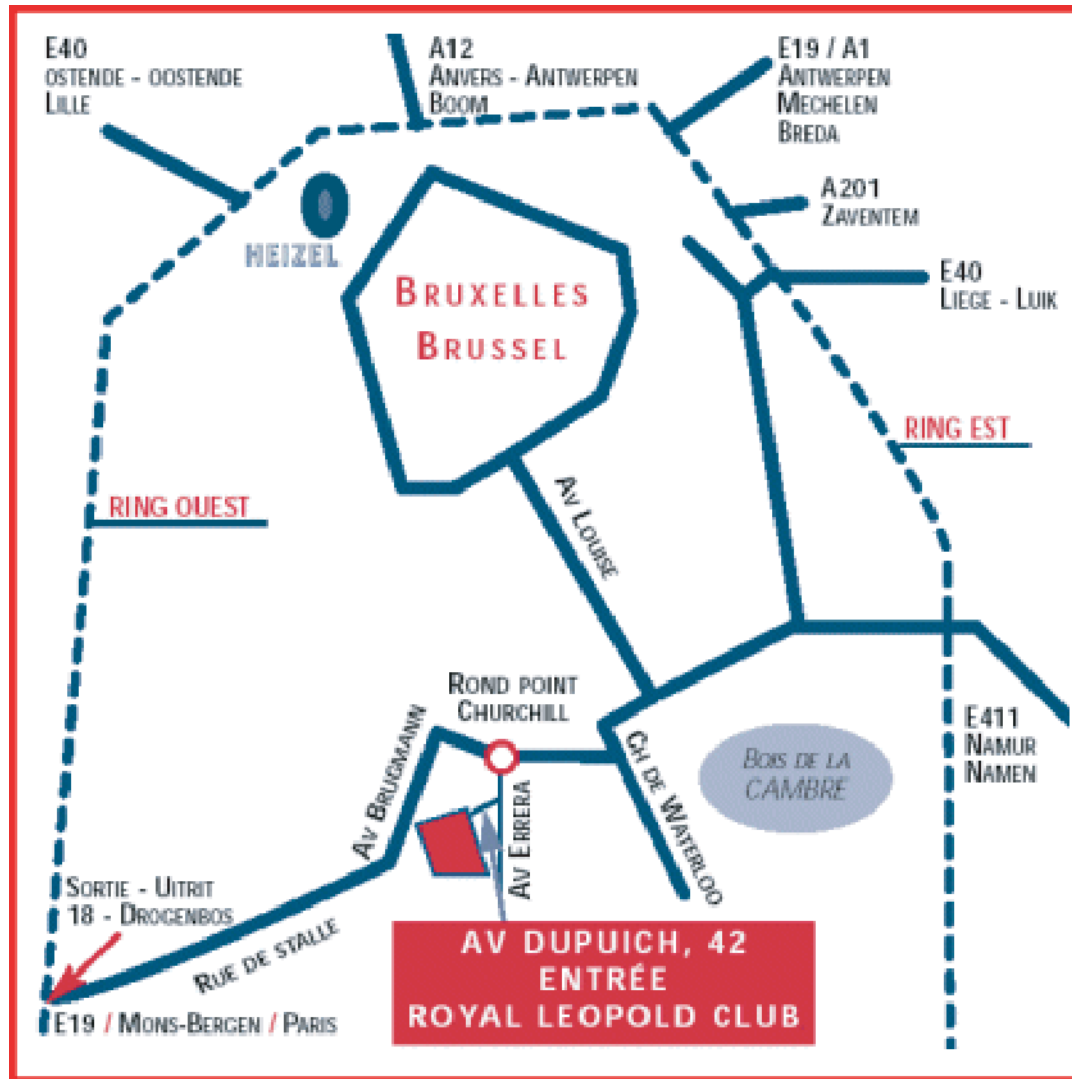 E40
OSTENDE - OOSTENDE
LILLE
A12
ANVERS - ANTWERPEN
BOOM
E19 / A1
ANTWERPEN
MECHELEN
BREDA
A201
ZAVENTEM
HEIZEL
E40
LIEGE - LUIK
BRUXELLES
BRUSSEL
RING EST
RING OUEST
AV LOUISE
ROND POINT
CHURCHILL
AV BRUGMANN
CH DE WATERLOO
BOIS DE LA
CAMBRE
E411
NAMUR
NAMEN
AV ERRERA
SORTIE - UITRIT
18 - DROGENBOS
RUE DE STALLE
AV DUPUICH, 42
ENTRÉE
ROYAL LEOPOLD CLUB
E19 / MONS-BERGEN / PARIS